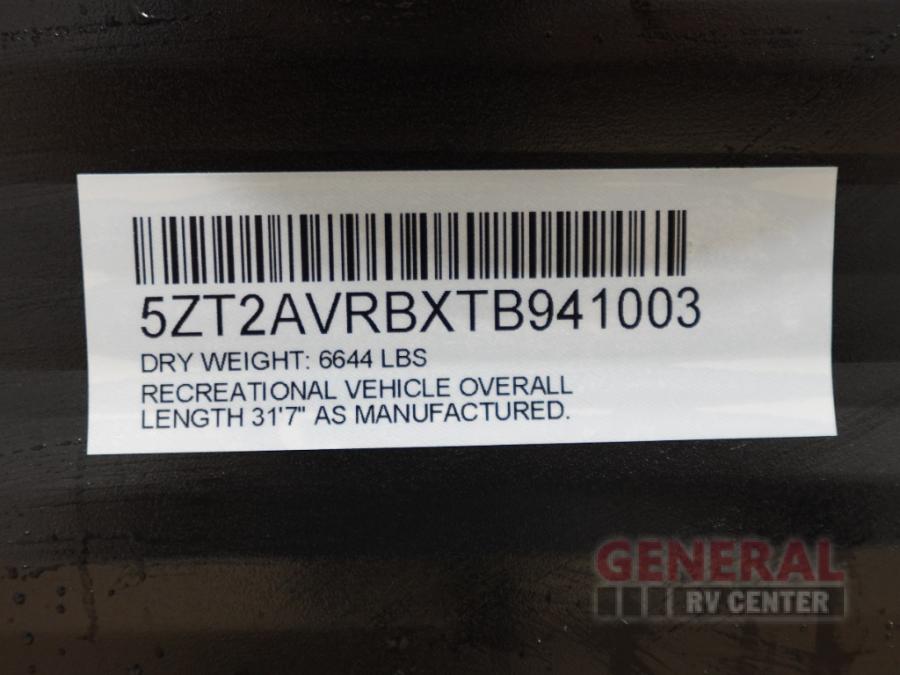 5ZT2AVRBXTB941003
DRY WEIGHT: 6644 LBS
RECREATIONAL VEHICLE OVERALL
LENGTH 31'7" AS MANUFACTURED.
GENERAL
RV CENTER